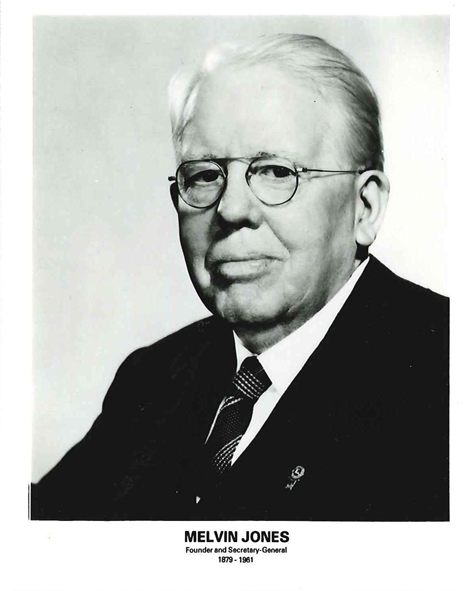 MELVIN JONES
Founder and Secretary-General
1879 - 1961